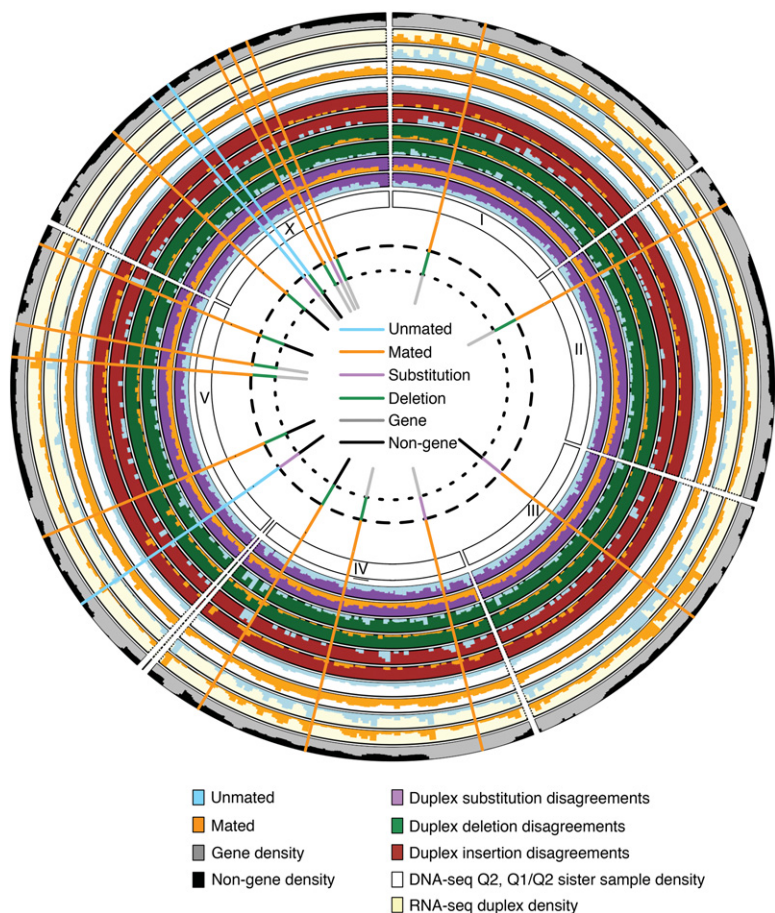 X
I
II
III
IV
V
Unmated
Mated
Substitution
Deletion
Gene
Non-gene
Unmated
Mated
Gene density
Non-gene density
Duplex substitution disagreements
Duplex deletion disagreements
Duplex insertion disagreements
DNA-seq Q2, Q1/Q2 sister sample density
RNA-seq duplex density